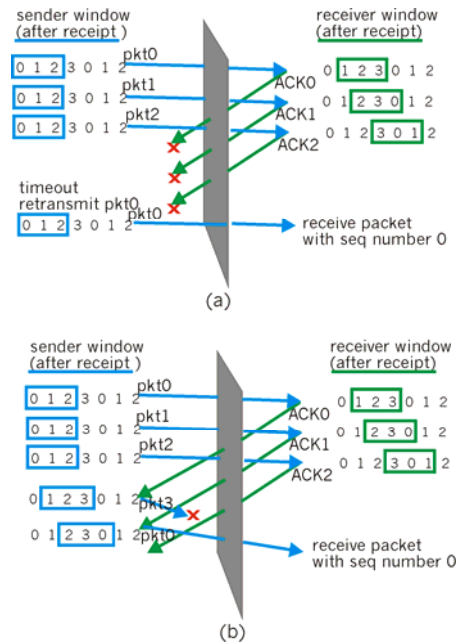 sender window
(after receipt)
receiver window
(after receipt)
0 1 2 3 0 1 2
pkt0
ACK0
0 1 2 3 0 1 2
0 1 2 3 0 1 2
pkt1
ACK1
0 1 2 3 0 1 2
0 1 2 3 0 1 2
pkt2
ACK2
0 1 2 3 0 1 2
timeout
retransmit pkt0
0 1 2 3 0 1 2
pkt0
receive packet
with seq number 0
(a)
sender window
(after receipt)
receiver window
(after receipt)
0 1 2 3 0 1 2
pkt0
ACK0
0 1 2 3 0 1 2
0 1 2 3 0 1 2
pkt1
ACK1
0 1 2 3 0 1 2
0 1 2 3 0 1 2
pkt2
ACK2
0 1 2 3 0 1 2
0 1 2 3 0 1 2
pkt3
0 1 2 3 0 1 2
pkt0
receive packet
with seq number 0
(b)